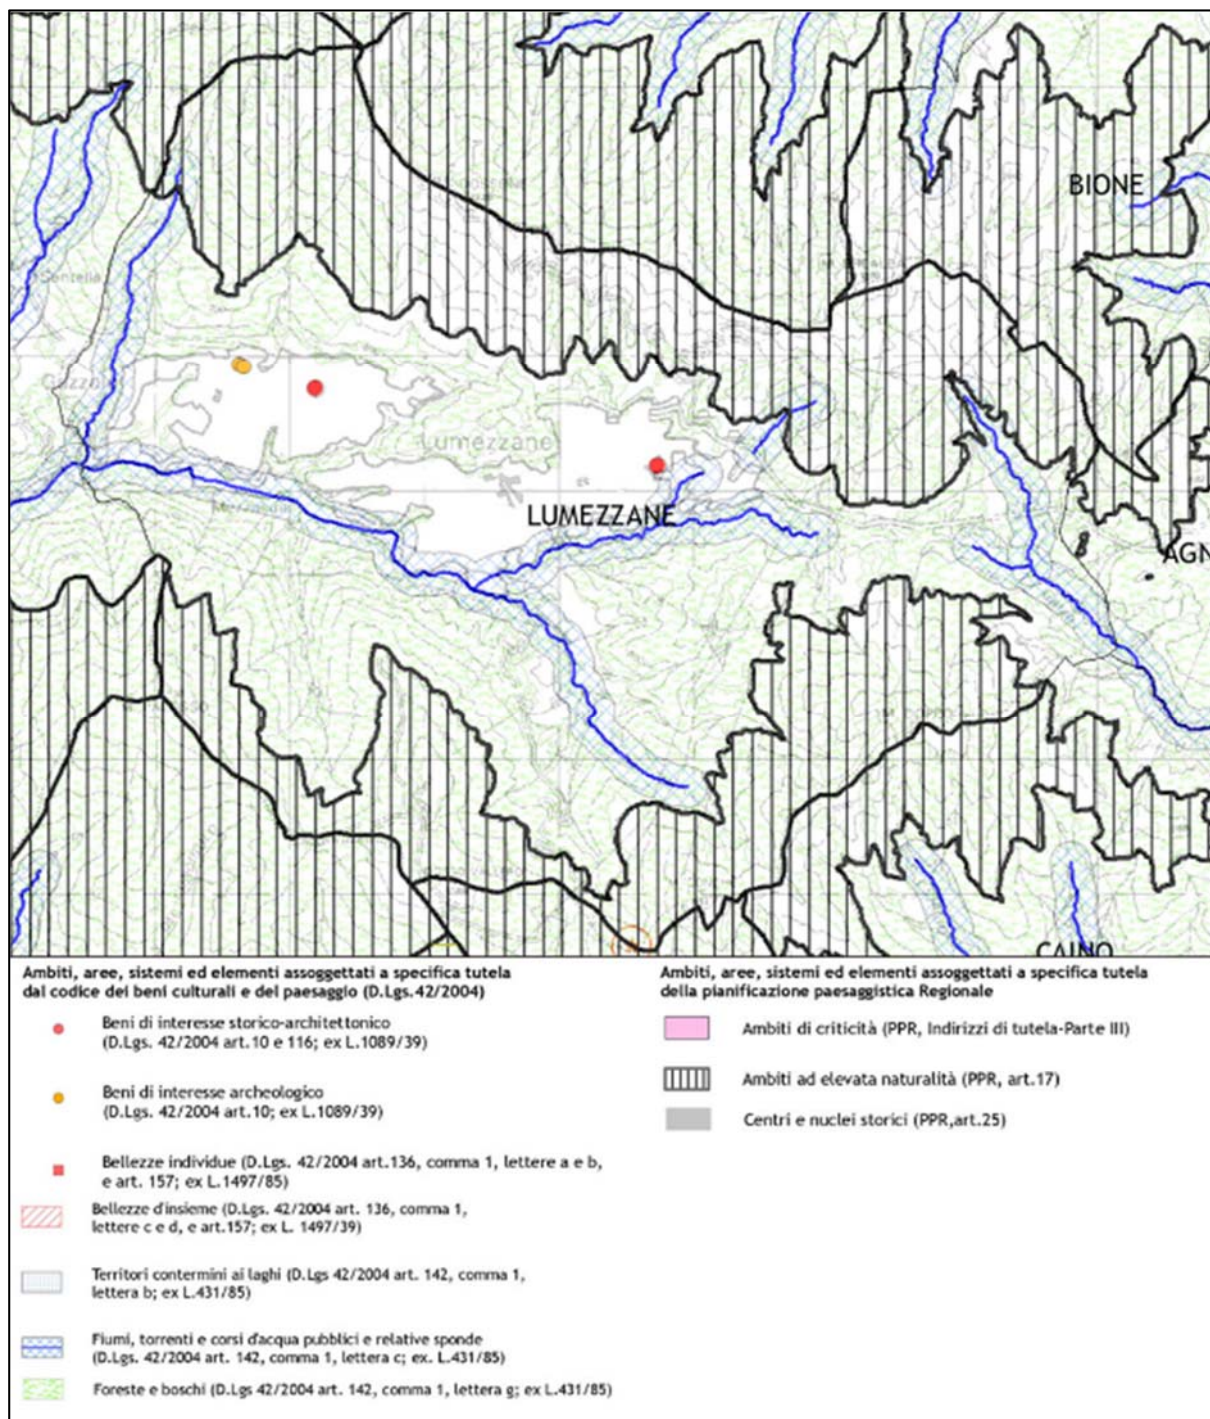 BIONE
Lumezzane
LUMEZZANE
AGN
CAINO
Ambiti, aree, sistemi ed elementi assoggettati a specifica tutela
dal codice dei beni culturali e del paesaggio (D.Lgs.42/2004)
Beni di interesse storico-architettonico
(D.Lgs. 42/2004 art.10 e 116; ex L.1089/39)
Beni di interesse archeologico
(D.Lgs. 42/2004 art.10; ex L.1089/39)
Bellezze individue (D.Lgs. 42/2004 art.136, comma 1, lettere a e b,
e art. 157; ex L.1497/85)
Bellezze d'insieme (D.Lgs. 42/2004 art. 136, comma 1,
lettere c e d, e art.157; ex L. 1497/39)
Territori contermini ai laghi (D.Lgs 42/2004 art. 142, comma 1,
lettera b; ex L.431/85)
Fiumi, torrenti e corsi d'acqua pubblici e relative sponde
(D.Lgs. 42/2004 art. 142, comma 1, lettera c; ex. L.431/85)
Foreste e boschi (D.Lgs 42/2004 art. 142, comma 1, lettera g; ex L.431/85)
Ambiti, aree, sistemi ed elementi assoggettati a specifica tutela
della pianificazione paesaggistica Regionale
Ambiti di criticità (PPR, Indirizzi di tutela-Parte III)
Ambiti ad elevata naturalità (PPR, art.17)
Centri e nuclei storici (PPR,art.25)